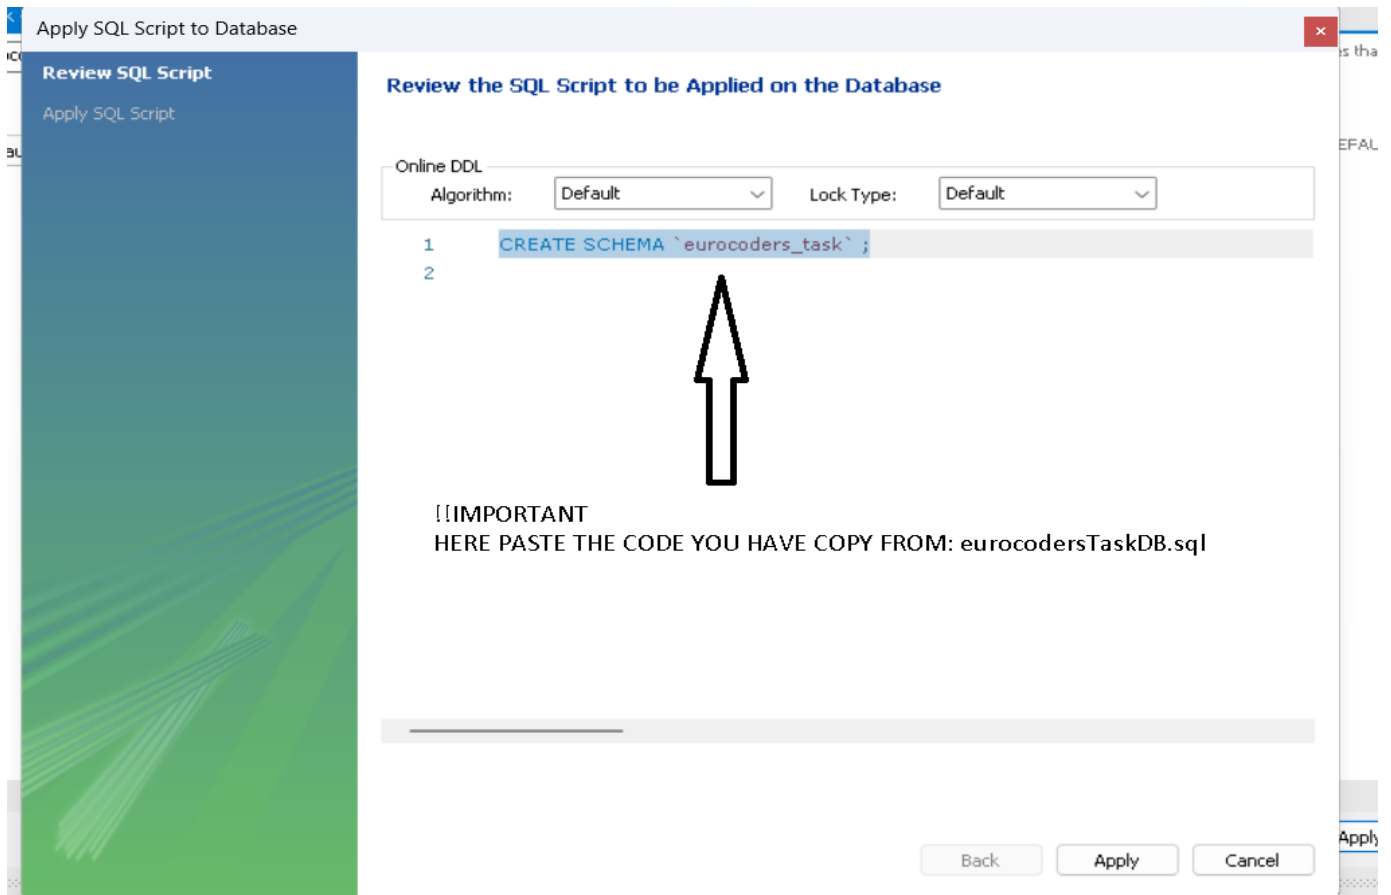 Apply SQL Script to Database
Review SQL Script
Apply SQL Script
Review the SQL Script to be Applied on the Database
Online DDL
Algorithm: Default Lock Type: Default
1 CREATE SCHEMA `eurocoders_task` ;
2
!!IMPORTANT
HERE PASTE THE CODE YOU HAVE COPY FROM: eurocodersTaskDB.sql
Back Apply Cancel
Apply